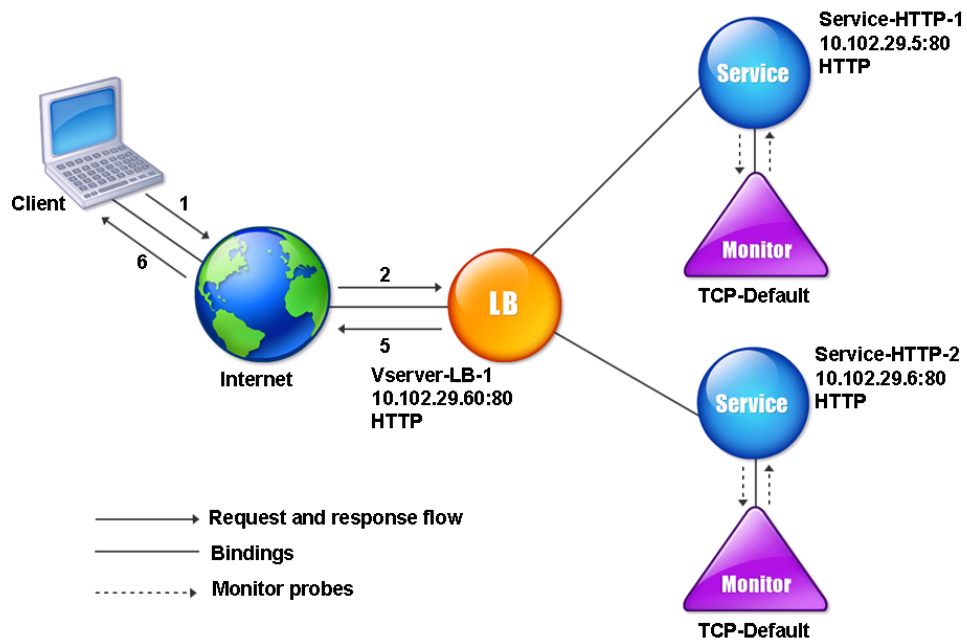 Service-HTTP-1
10.102.29.5:80
HTTP
Service
Client
1
6
Monitor
TCP-Default
2
LB
5
Internet
Vserver-LB-1
10.102.29.60:80
HTTP
Service-HTTP-2
10.102.29.6:80
HTTP
Service
Monitor
TCP-Default
Request and response flow
Bindings
Monitor probes